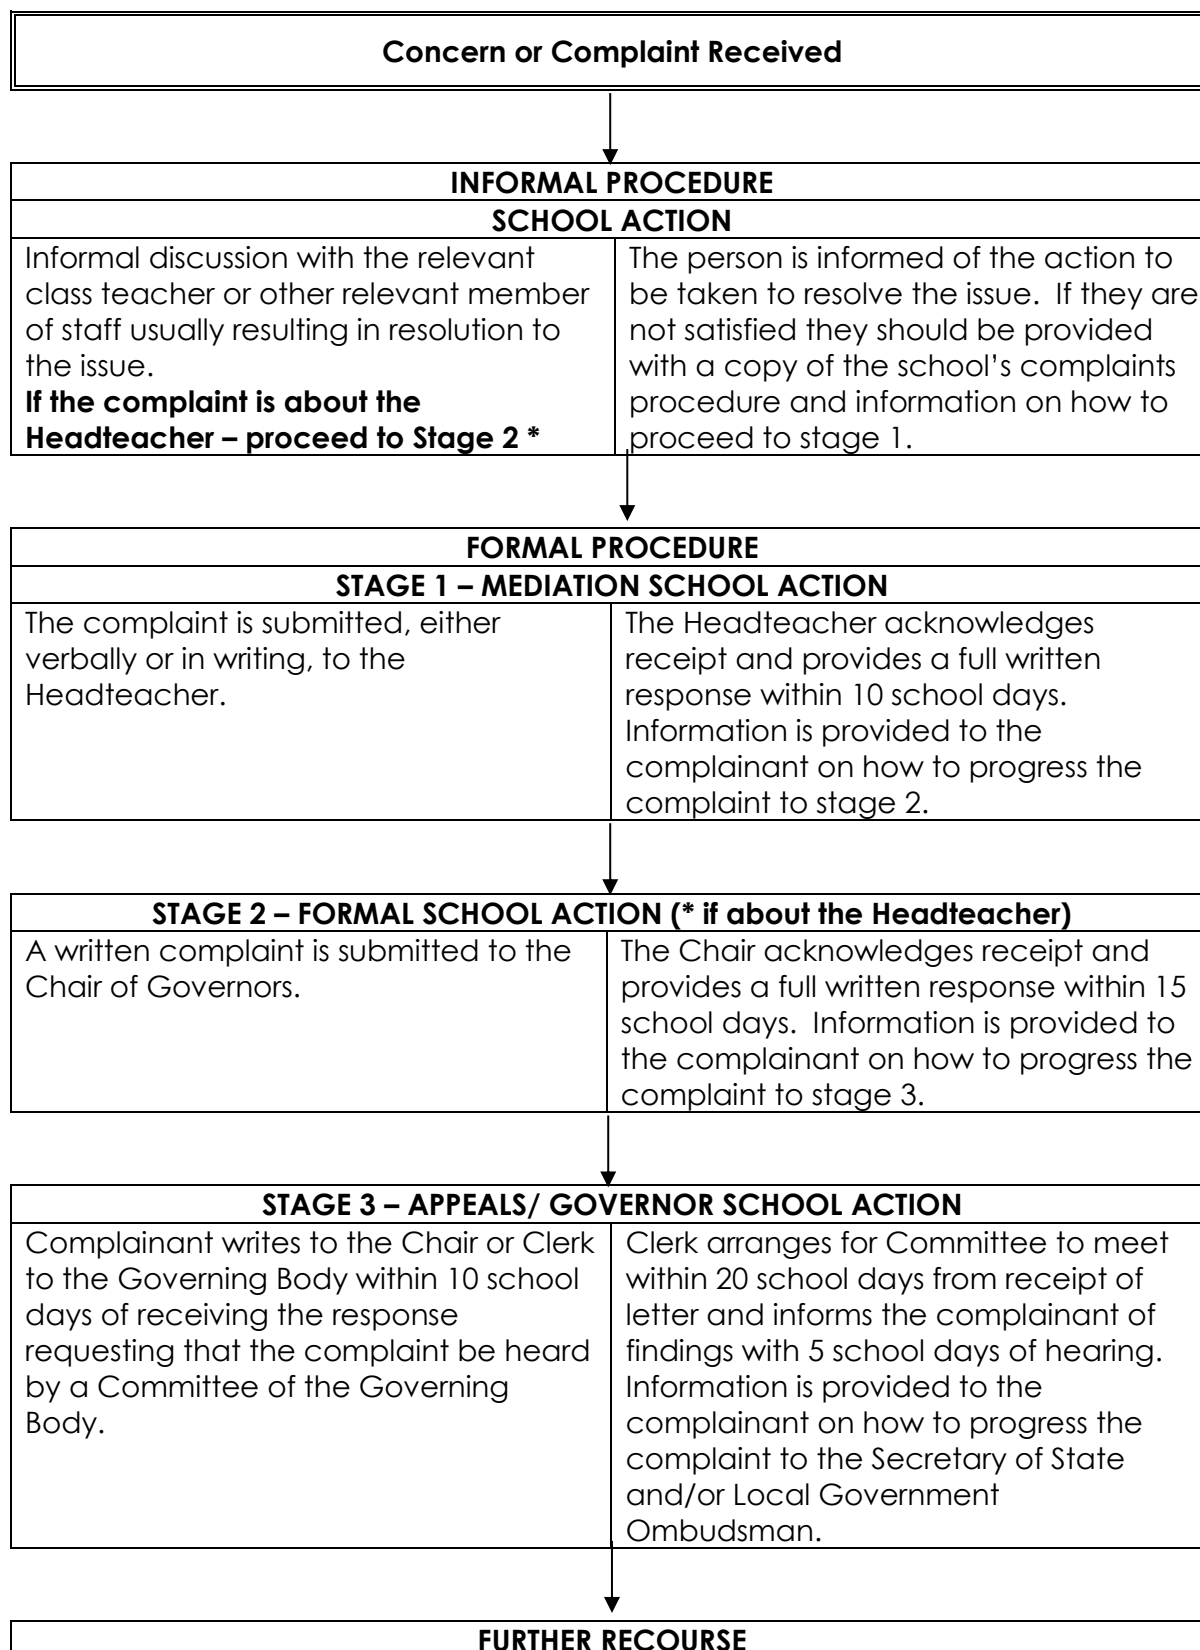 Concern or Complaint Received
INFORMAL PROCEDURE
SCHOOL ACTION
Informal discussion with the relevant
class teacher or other relevant member
of staff usually resulting in resolution to
the issue.
If the complaint is about the
Headteacher – proceed to Stage 2 *
The person is informed of the action to
be taken to resolve the issue.  If they are
not satisfied they should be provided
with a copy of the school’s complaints
procedure and information on how to
proceed to stage 1.
FORMAL PROCEDURE
STAGE 1 – MEDIATION SCHOOL ACTION
The complaint is submitted, either
verbally or in writing, to the
Headteacher.
The Headteacher acknowledges
receipt and provides a full written
response within 10 school days.
Information is provided to the
complainant on how to progress the
complaint to stage 2.
STAGE 2 – FORMAL SCHOOL ACTION (* if about the Headteacher)
A written complaint is submitted to the
Chair of Governors.
The Chair acknowledges receipt and
provides a full written response within 15
school days.  Information is provided to
the complainant on how to progress the
complaint to stage 3.
STAGE 3 – APPEALS/ GOVERNOR SCHOOL ACTION
Complainant writes to the Chair or Clerk
to the Governing Body within 10 school
days of receiving the response
requesting that the complaint be heard
by a Committee of the Governing
Body.
Clerk arranges for Committee to meet
within 20 school days from receipt of
letter and informs the complainant of
findings with 5 school days of hearing.
Information is provided to the
complainant on how to progress the
complaint to the Secretary of State
and/or Local Government
Ombudsman.
FURTHER RECOURSE